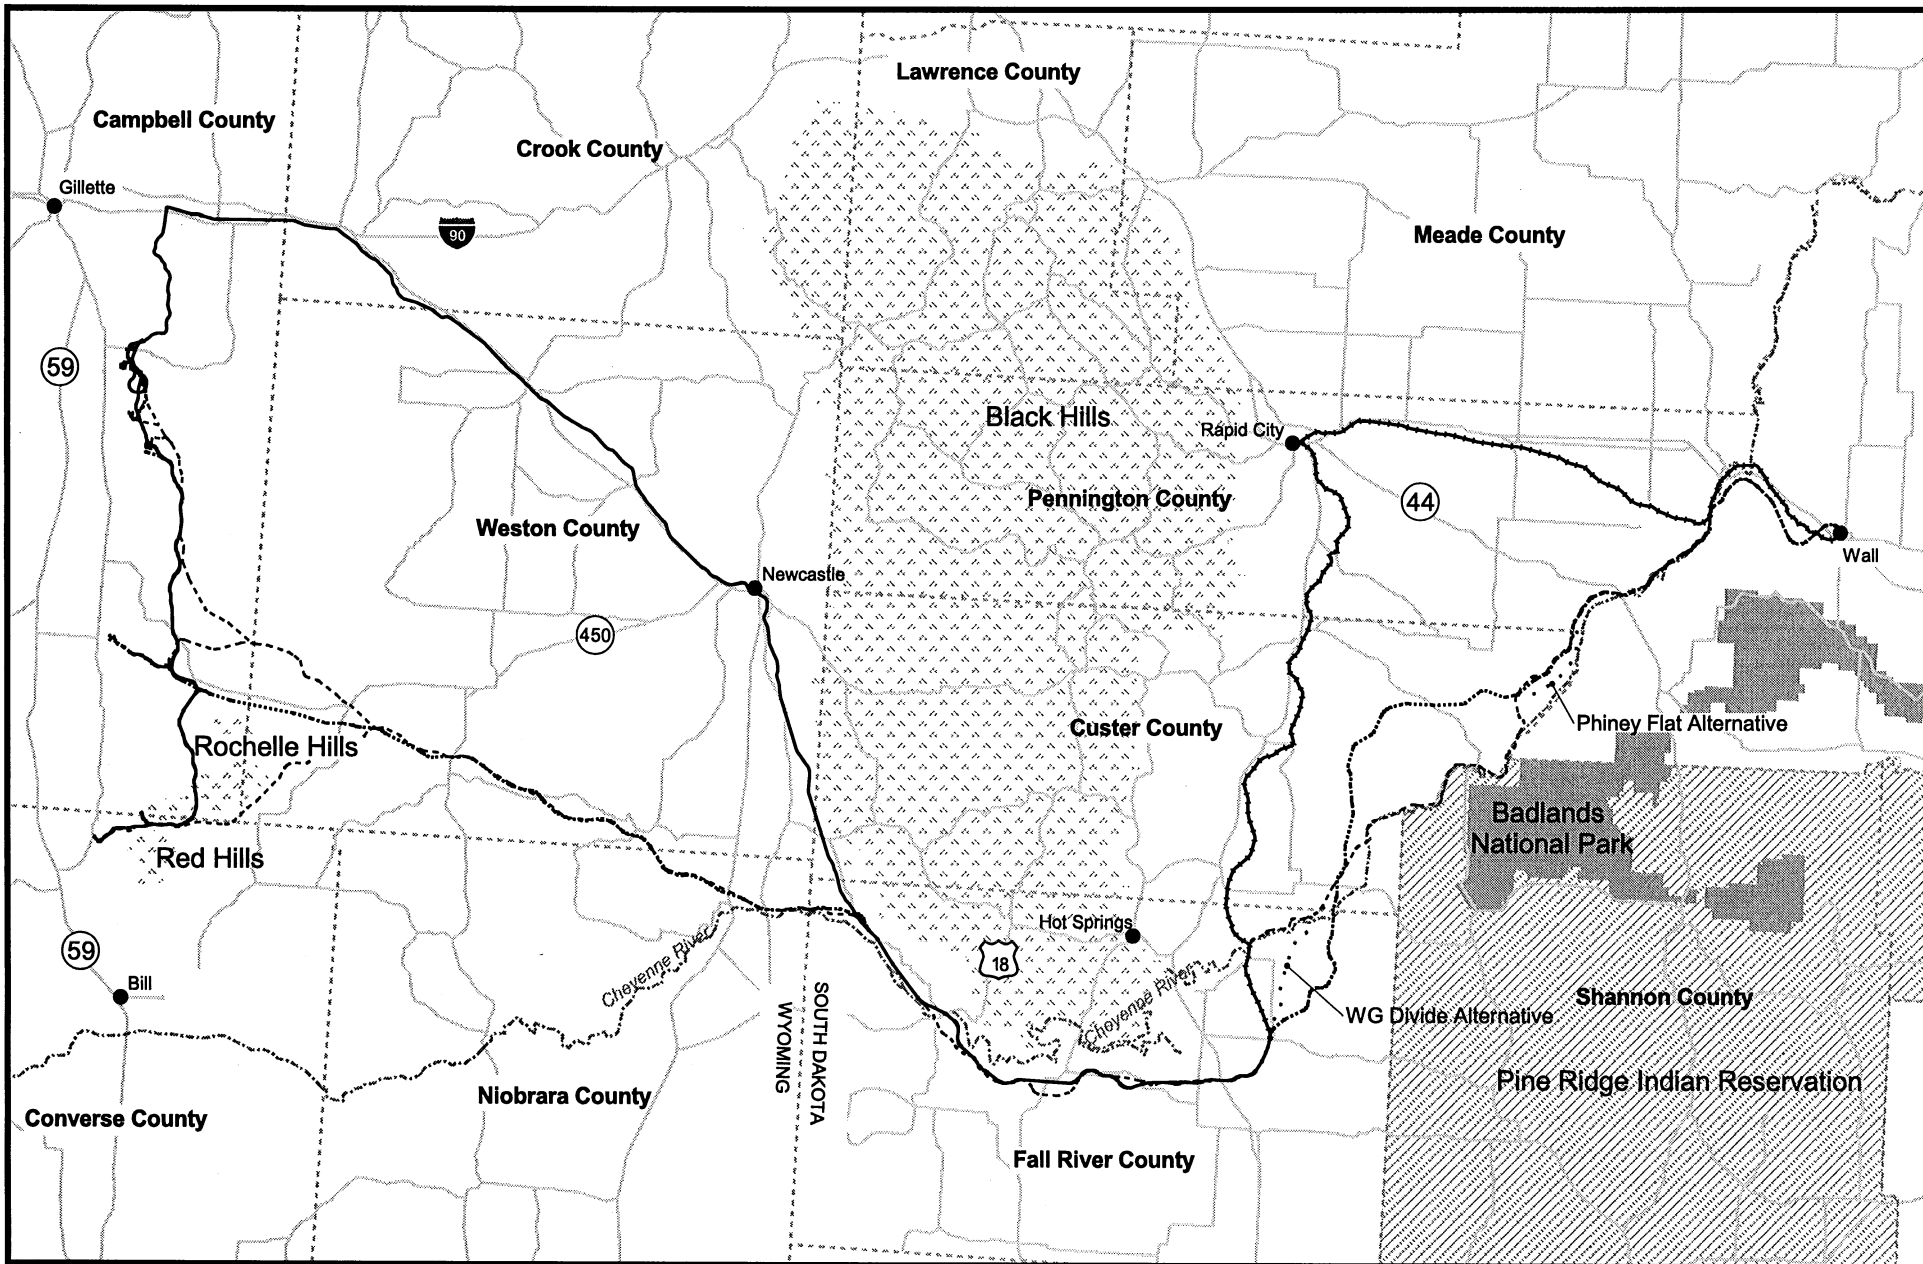 Lawrence County
Campbell County
Crook County
Gillette
90
Meade County
59
Black Hills
Rapid City
Pennington County
44
Weston County
Wall
Newcastle
450
Phiney Flat Alternative
Custer County
Rochelle Hills
Badlands
National Park
Red Hills
Hot Springs
59
Cheyenne River
18
Cheyenne River
Bill
Shannon County
WG Divide Alternative
WYOMING
SOUTH DAKOTA
Pine Ridge Indian Reservation
Niobrara County
Converse County
Fall River County